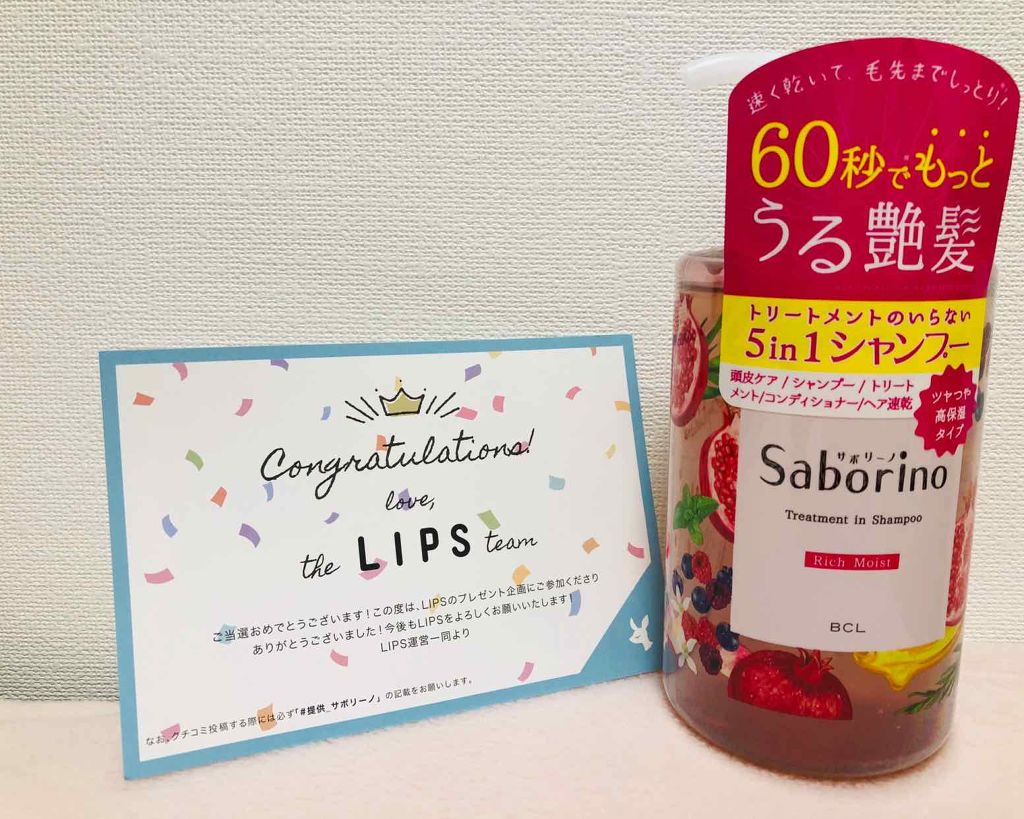 Congratulations!
love,
the LIPS team
ご当選おめでとうございます!この度は、LIPSのプレゼント企画にご参加くださり
ありがとうございました!今後もLIPSをよろしくお願いいたします!
LIPS運営一同より
なお、クチコミ投稿する際には必ず「#提供_サボリーノ」の記載をお願いします。
速く乾いて、毛先までしっとり!
60秒でもっと
うる艶髪
トリートメントのいらない
5in1シャンプー
頭皮ケア/シャンプー/トリート
メント/コンディショナー/ヘア速乾
ツヤつや
高保湿
タイプ
サボリーノ
Saborino
Treatment in Shampoo
Rich Moist
BCL